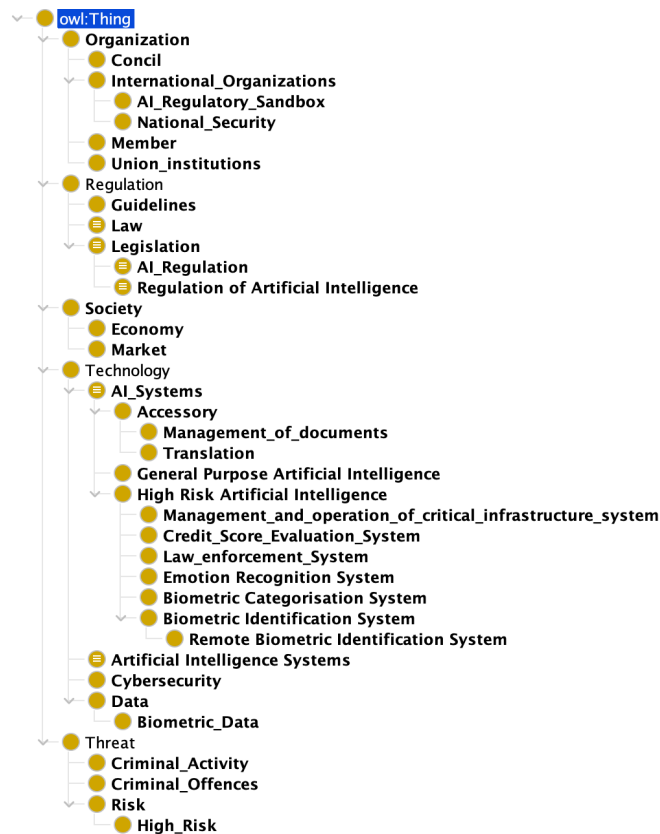 owl:Thing
Organization
Concil
International_Organizations
AI_Regulatory_Sandbox
National_Security
Member
Union_institutions
Regulation
Guidelines
Law
Legislation
AI_Regulation
Regulation of Artificial Intelligence
Society
Economy
Market
Technology
AI_Systems
Accessory
Management_of_documents
Translation
General Purpose Artificial Intelligence
High Risk Artificial Intelligence
Management_and_operation_of_critical_infrastructure_system
Credit_Score_Evaluation_System
Law_enforcement_System
Emotion Recognition System
Biometric Categorisation System
Biometric Identification System
Remote Biometric Identification System
Artificial Intelligence Systems
Cybersecurity
Data
Biometric_Data
Threat
Criminal_Activity
Criminal_Offences
Risk
High_Risk